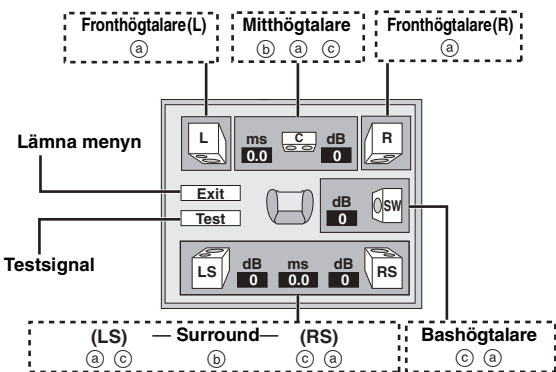 Fronthögtalare(L) Mitthögtalare Fronthögtalare(R)
ⓐ ⓑ ⓐ ⓒ ⓐ
L ms C dB R
0.0 0
Lämna menyn
Exit dB SW
Test 0
Testsignal
LS dB ms dB RS
0 0.0 0
(LS) — Surround— (RS) Bashögtalare
ⓐ ⓒ ⓑ ⓒ ⓐ ⓒ ⓐ